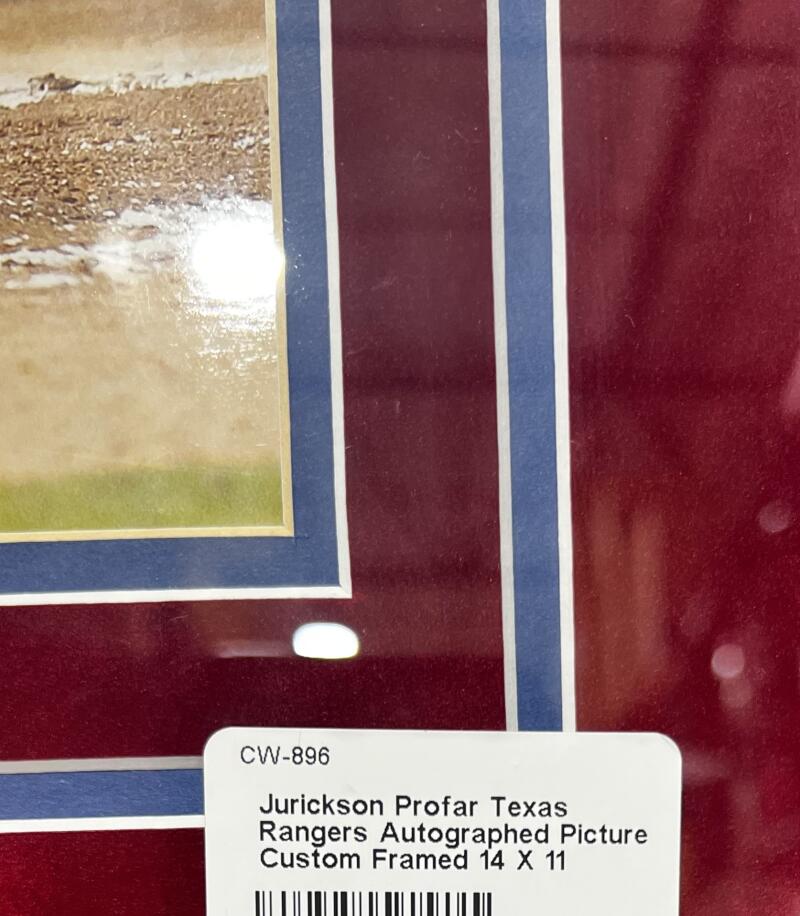 CW-896
Jurickson Profar Texas
Rangers Autographed Picture
Custom Framed 14 X 11